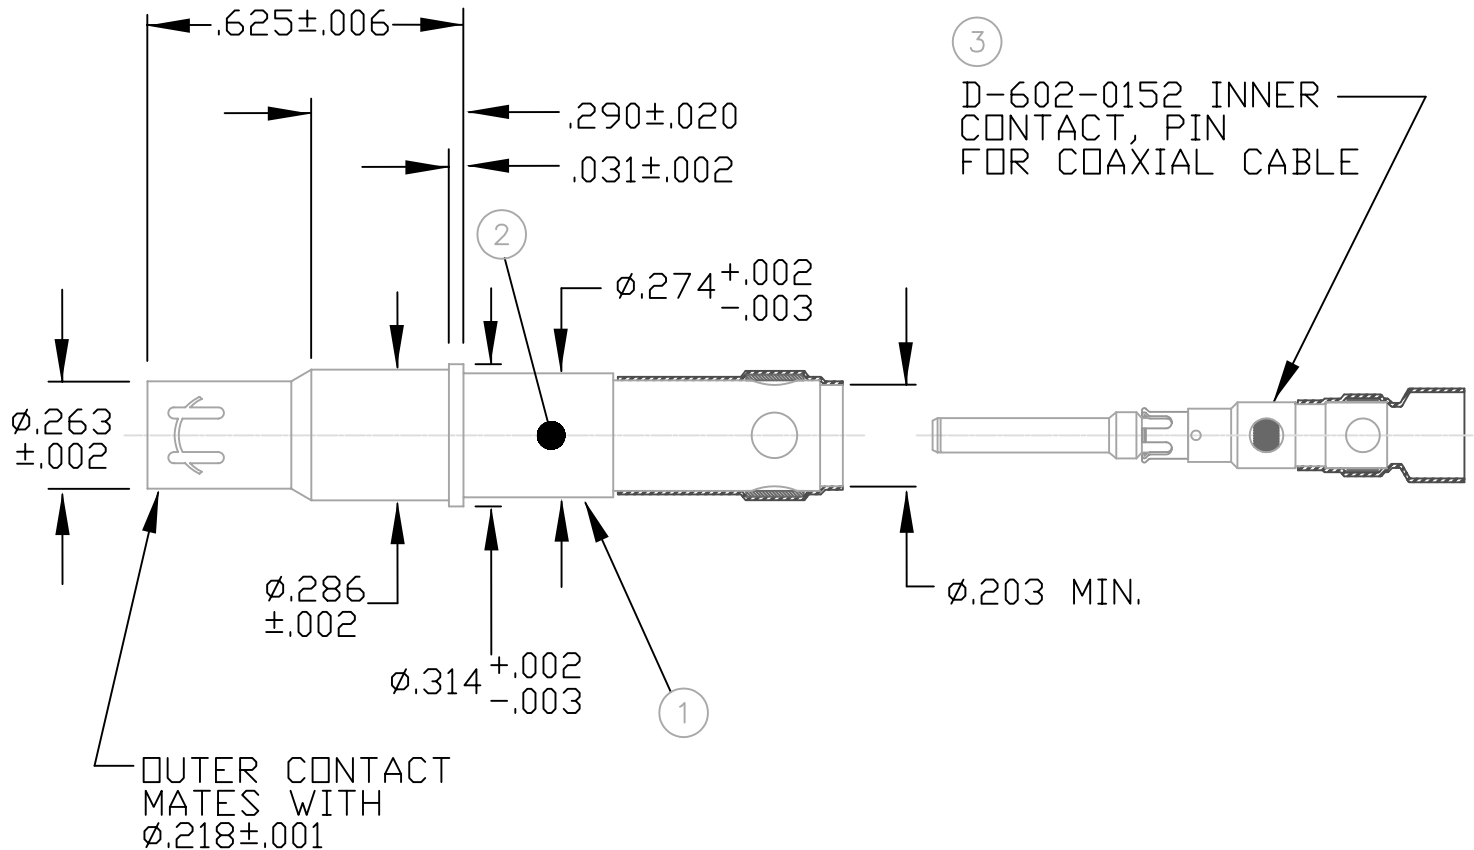 .625±.006
3
D-602-0152 INNER
CONTACT, PIN
FOR COAXIAL CABLE
.290±.020
.031±.002
2
Ø.274 +.002
-.003
Ø.263
±.002
Ø.286
±.002
Ø.203 MIN.
Ø.314 +.002
-.003
1
OUTER CONTACT
MATES WITH
Ø.218±.001